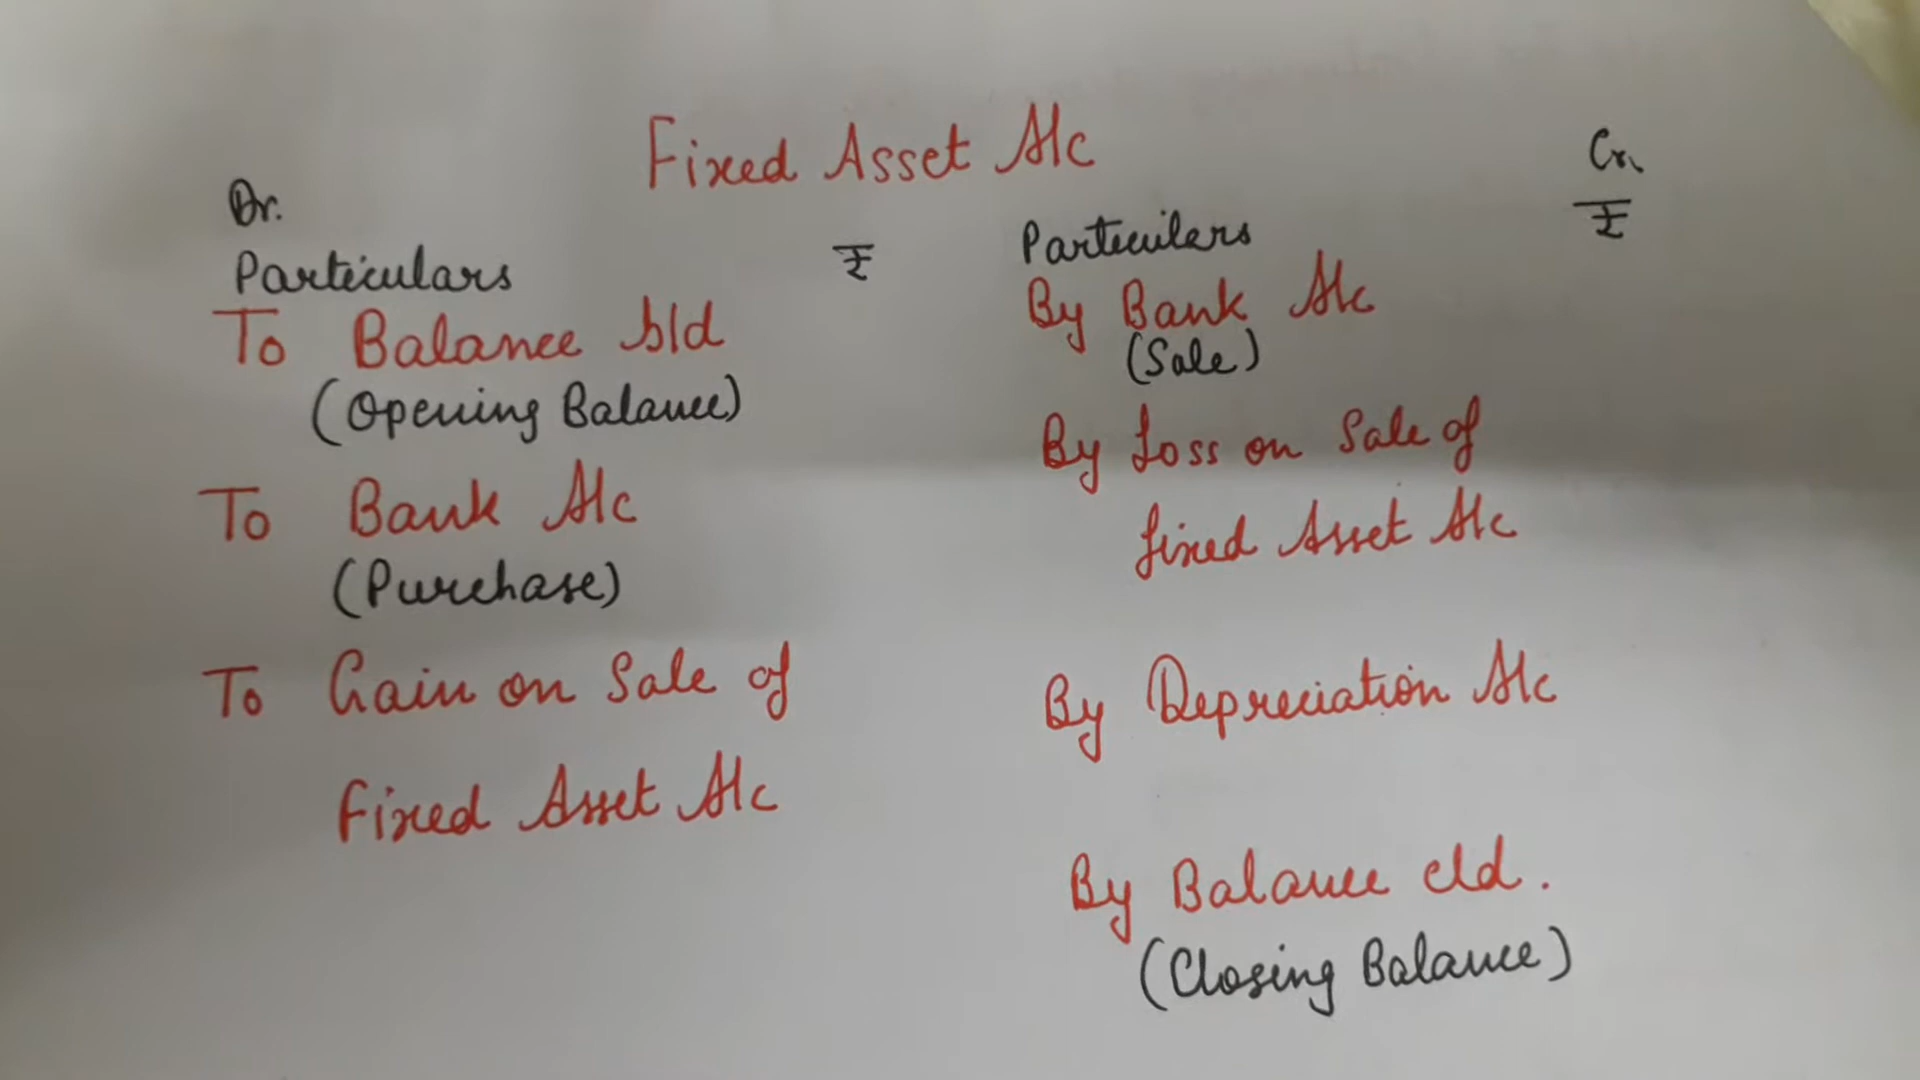 Fixed Asset A/c
Dr.
Cr.
Particulars ₹
Particulars ₹
To Balance b/d
(Opening Balance)
To Bank A/c
(Purchase)
To Gain on Sale of
Fixed Asset A/c
By Bank A/c
(Sale)
By Loss on Sale of
fixed Asset A/c
By Depreciation A/c
By Balance c/d.
(Closing Balance)